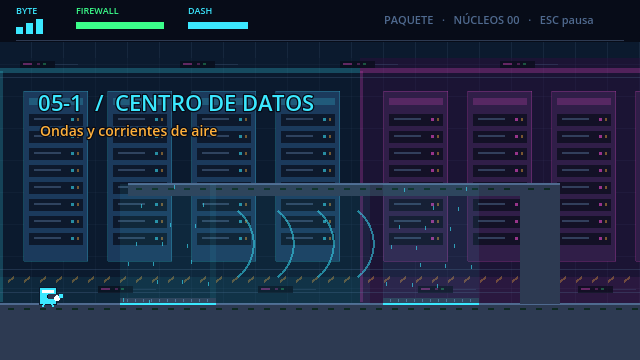 BYTE FIREWALL DASH
PAQUETE · NÚCLEOS 00 · ESC pausa
05-1 / CENTRO DE DATOS
Ondas y corrientes de aire